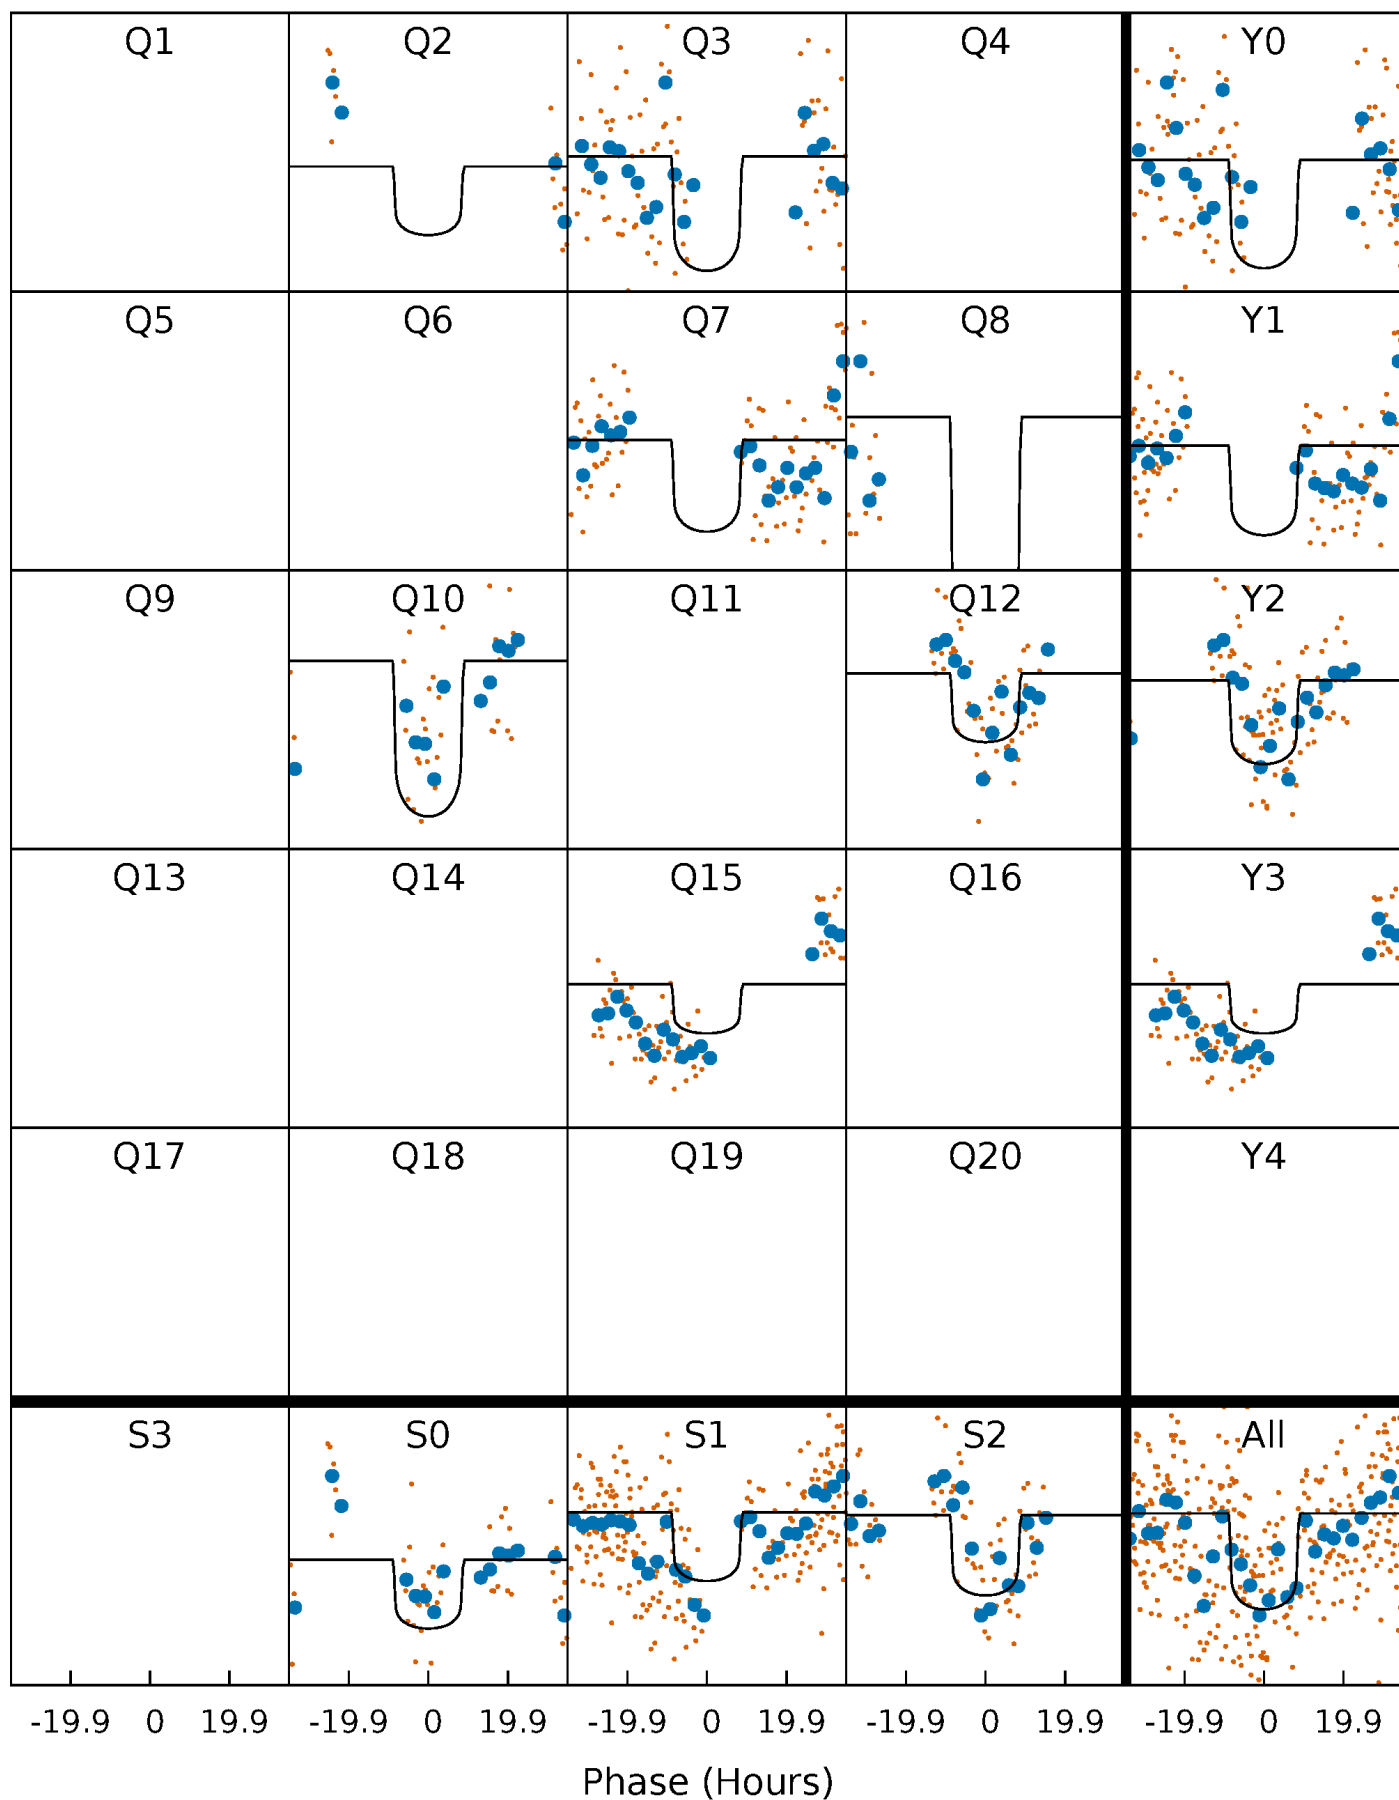 Q1 Q2 Q3 Q4 Y0
Q5 Q6 Q7 Q8 Y1
Q9 Q10 Q11 Q12 Y2
Q13 Q14 Q15 Q16 Y3
Q17 Q18 Q19 Q20 Y4
S3 S0 S1 S2 All
-19.9 0 19.9 -19.9 0 19.9 -19.9 0 19.9 -19.9 0 19.9 -19.9 0 19.9
Phase (Hours)